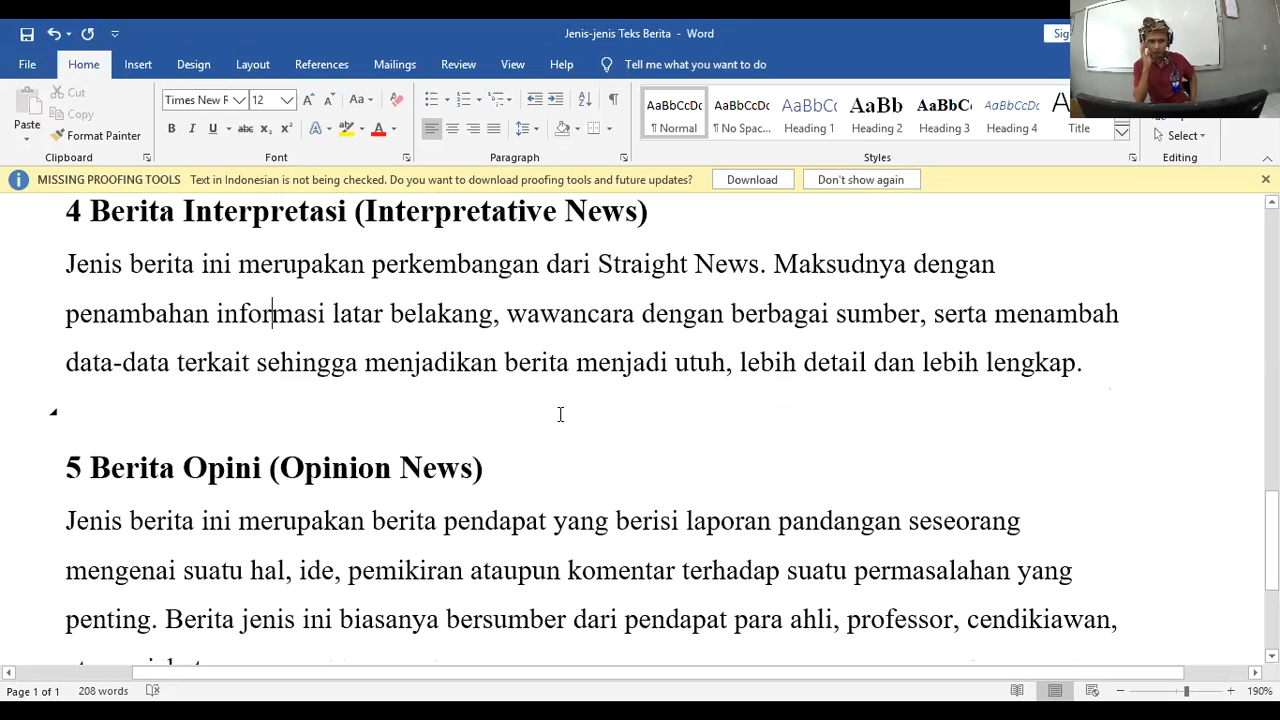 Jenis-jenis Teks Berita - Word
Sig
File Home Insert Design Layout References Mailings Review View Help Tell me what you want to do
Paste
Cut
Copy
Format Painter
Clipboard
Times New R 12 Aa
B I U abc x₂ x² A A
Font
Paragraph
AaBbCcDc AaBbCcDc AaBbCc AaBb AaBbCc AaBbCcDc
¶ Normal ¶ No Spac... Heading 1 Heading 2 Heading 3 Heading 4 Title
Styles
Select
Editing
MISSING PROOFING TOOLS Text in Indonesian is not being checked. Do you want to download proofing tools and future updates? Download Don't show again
4 Berita Interpretasi (Interpretative News)
Jenis berita ini merupakan perkembangan dari Straight News. Maksudnya dengan
penambahan informasi latar belakang, wawancara dengan berbagai sumber, serta menambah
data-data terkait sehingga menjadikan berita menjadi utuh, lebih detail dan lebih lengkap.
5 Berita Opini (Opinion News)
Jenis berita ini merupakan berita pendapat yang berisi laporan pandangan seseorang
mengenai suatu hal, ide, pemikiran ataupun komentar terhadap suatu permasalahan yang
penting. Berita jenis ini biasanya bersumber dari pendapat para ahli, professor, cendikiawan,
Page 1 of 1 208 words 190%